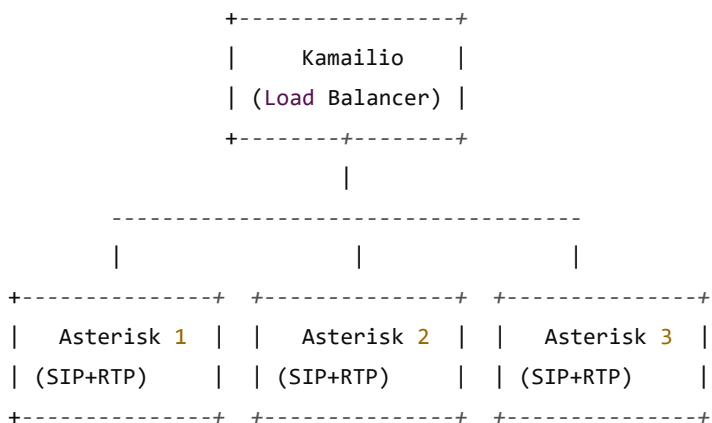 Kamailio
(Load Balancer)
Asterisk 1 Asterisk 2 Asterisk 3
(SIP+RTP) (SIP+RTP) (SIP+RTP)